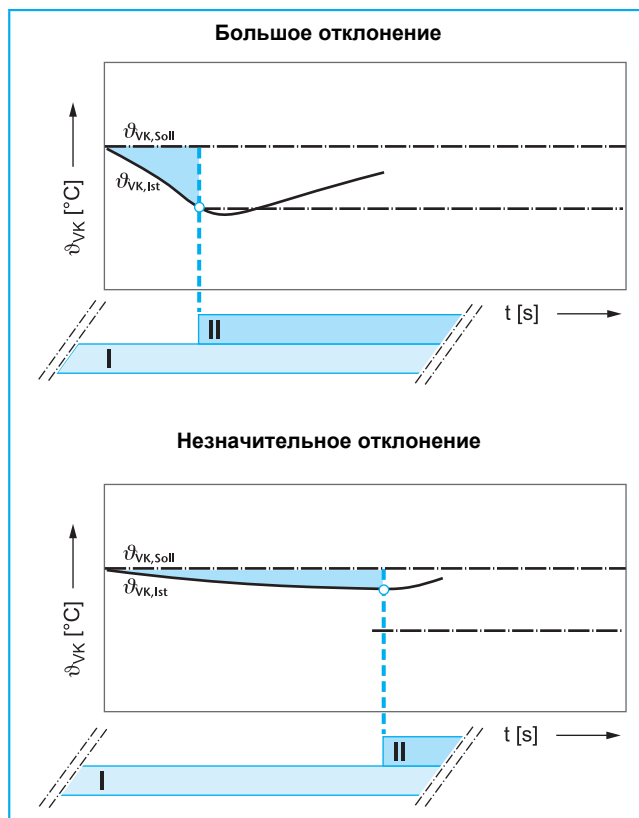 Большое отклонение
ϑVK,Soll
ϑVK,Ist
ϑVK [°C]
t [s]
II
I
Незначительное отклонение
ϑVK,Soll
ϑVK,Ist
ϑVK [°C]
t [s]
II
I